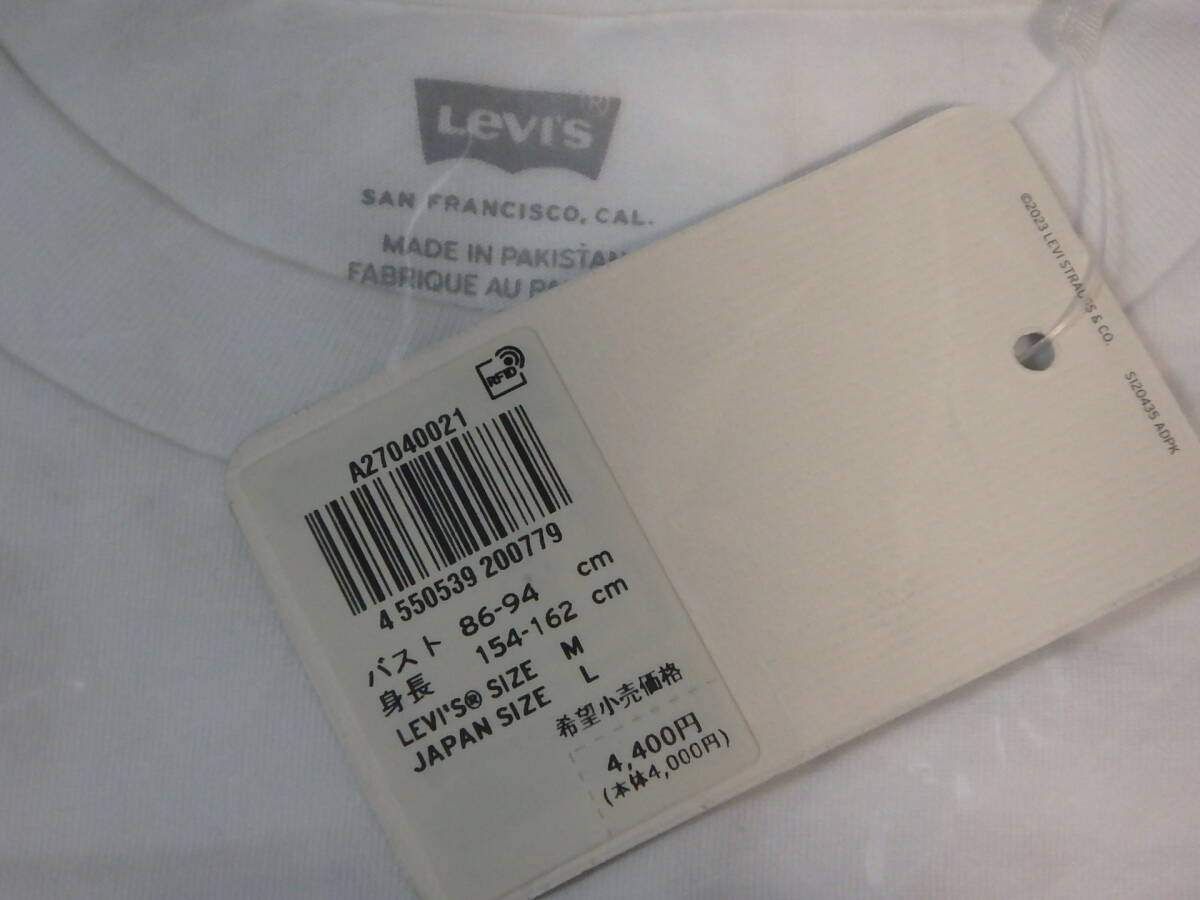 LEVI'S
SAN FRANCISCO, CAL.
MADE IN PAKISTAN
FABRIQUE AU
©2023 LEVI STRAUSS & CO.
S120435 ADPK
RFID
A27040021
4 550539 200779
バスト 86-94 cm
身長 154-162 cm
LEVI'S® SIZE M
JAPAN SIZE L
希望小売価格
4,400円
(本体4,000円)